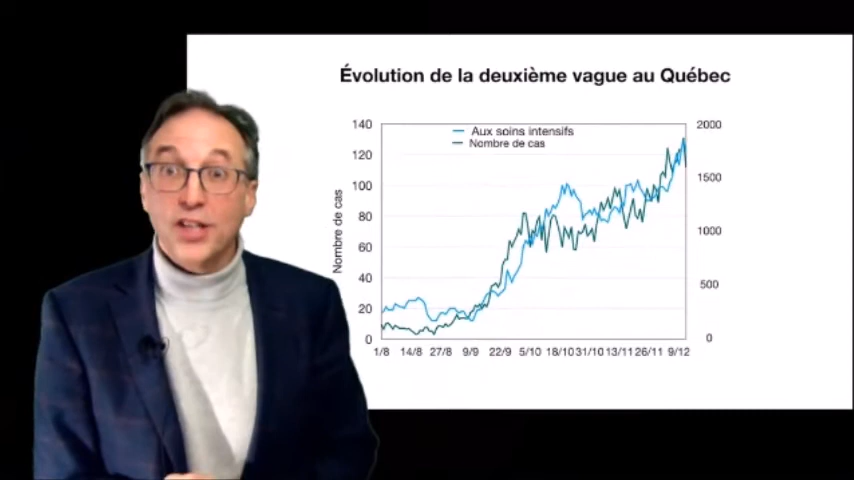 Évolution de la deuxième vague au Québec
140
120
100
80
60
40
20
0
Nombre de cas
Aux soins intensifs
Nombre de cas
2000
1500
1000
500
0
1/8 14/8 27/8 9/9 22/9 5/10 18/10 31/10 13/11 26/11 9/12